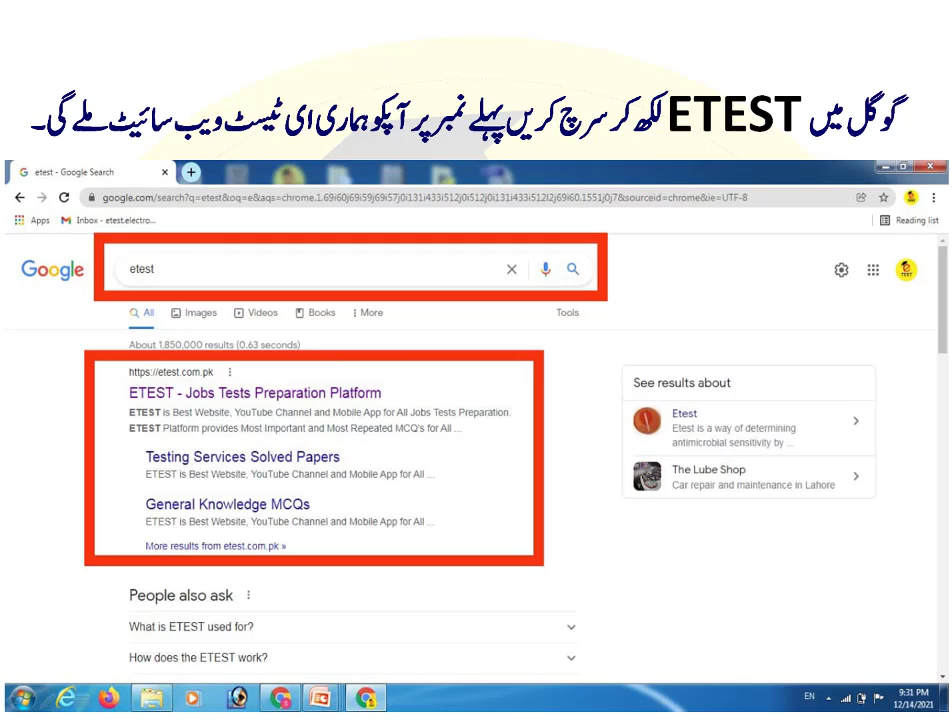 گوگل میں ETEST لکھ کر سرچ کریں پہلے نمبر پر آپکو ہماری ای ٹیسٹ ویب سائیٹ ملے گی۔
etest - Google Search
google.com/search?q=etest&oq=e&aqs=chrome.1.69i60j69i59j69i57j0i131i433i512j0i512j0i131i433i512l2j69i60.1551j0j7&sourceid=chrome&ie=UTF-8
Apps Inbox - etest.electro...
Reading list
Google etest
All Images Videos Books More Tools
About 1,850,000 results (0.63 seconds)
https://etest.com.pk
ETEST - Jobs Tests Preparation Platform
ETEST is Best Website, YouTube Channel and Mobile App for All Jobs Tests Preparation.
ETEST Platform provides Most Important and Most Repeated MCQ's for All ...
Testing Services Solved Papers
ETEST is Best Website, YouTube Channel and Mobile App for All ...
General Knowledge MCQs
ETEST is Best Website, YouTube Channel and Mobile App for All ...
More results from etest.com.pk »
See results about
Etest
Etest is a way of determining
antimicrobial sensitivity by ...
The Lube Shop
Car repair and maintenance in Lahore
People also ask
What is ETEST used for?
How does the ETEST work?
EN
9:31 PM
12/14/2021